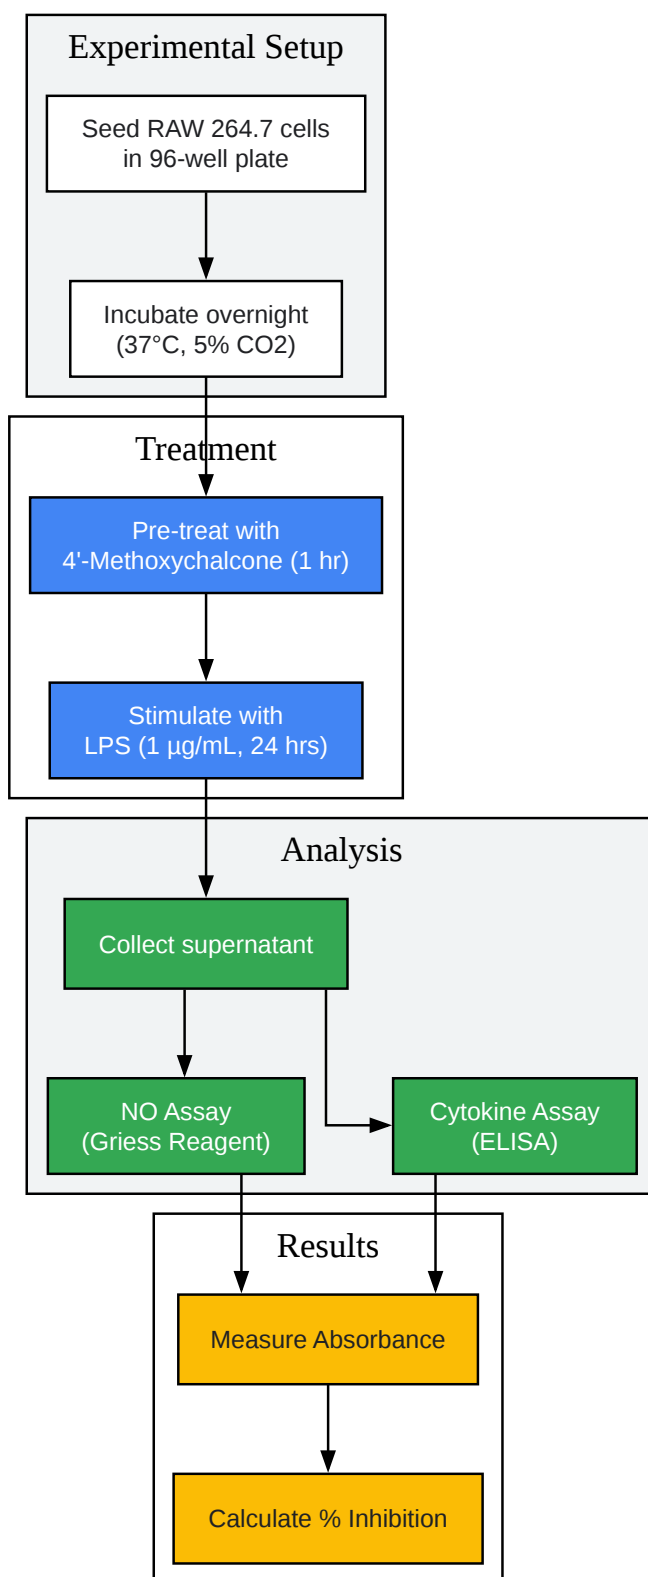 Experimental Setup
Seed RAW 264.7 cells
in 96-well plate
Incubate overnight
(37°C, 5% CO2)
Treatment
Pre-treat with
4'-Methoxychalcone (1 hr)
Stimulate with
LPS (1 µg/mL, 24 hrs)
Analysis
Collect supernatant
NO Assay
(Griess Reagent)
Cytokine Assay
(ELISA)
Results
Measure Absorbance
Calculate % Inhibition